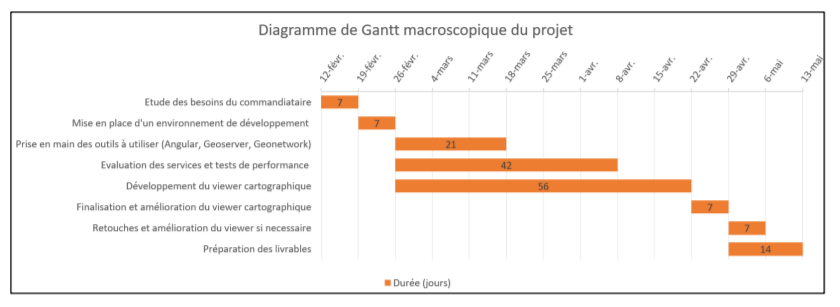 Diagramme de Gantt macroscopique du projet
12-févr.
19-févr.
26-févr.
4-mars
11-mars
18-mars
25-mars
1-avr.
8-avr.
15-avr.
22-avr.
29-avr.
6-mai
13-mai
Etude des besoins du commanditaire 7
Mise en place d'un environnement de développement 7
Prise en main des outils à utiliser (Angular, Geoserver, Geonetwork) 21
Evaluation des services et tests de performance 42
Développement du viewer cartographique 56
Finalisation et amélioration du viewer cartographique 7
Retouches et amélioration du viewer si necessaire 7
Préparation des livrables 14
Durée (jours)